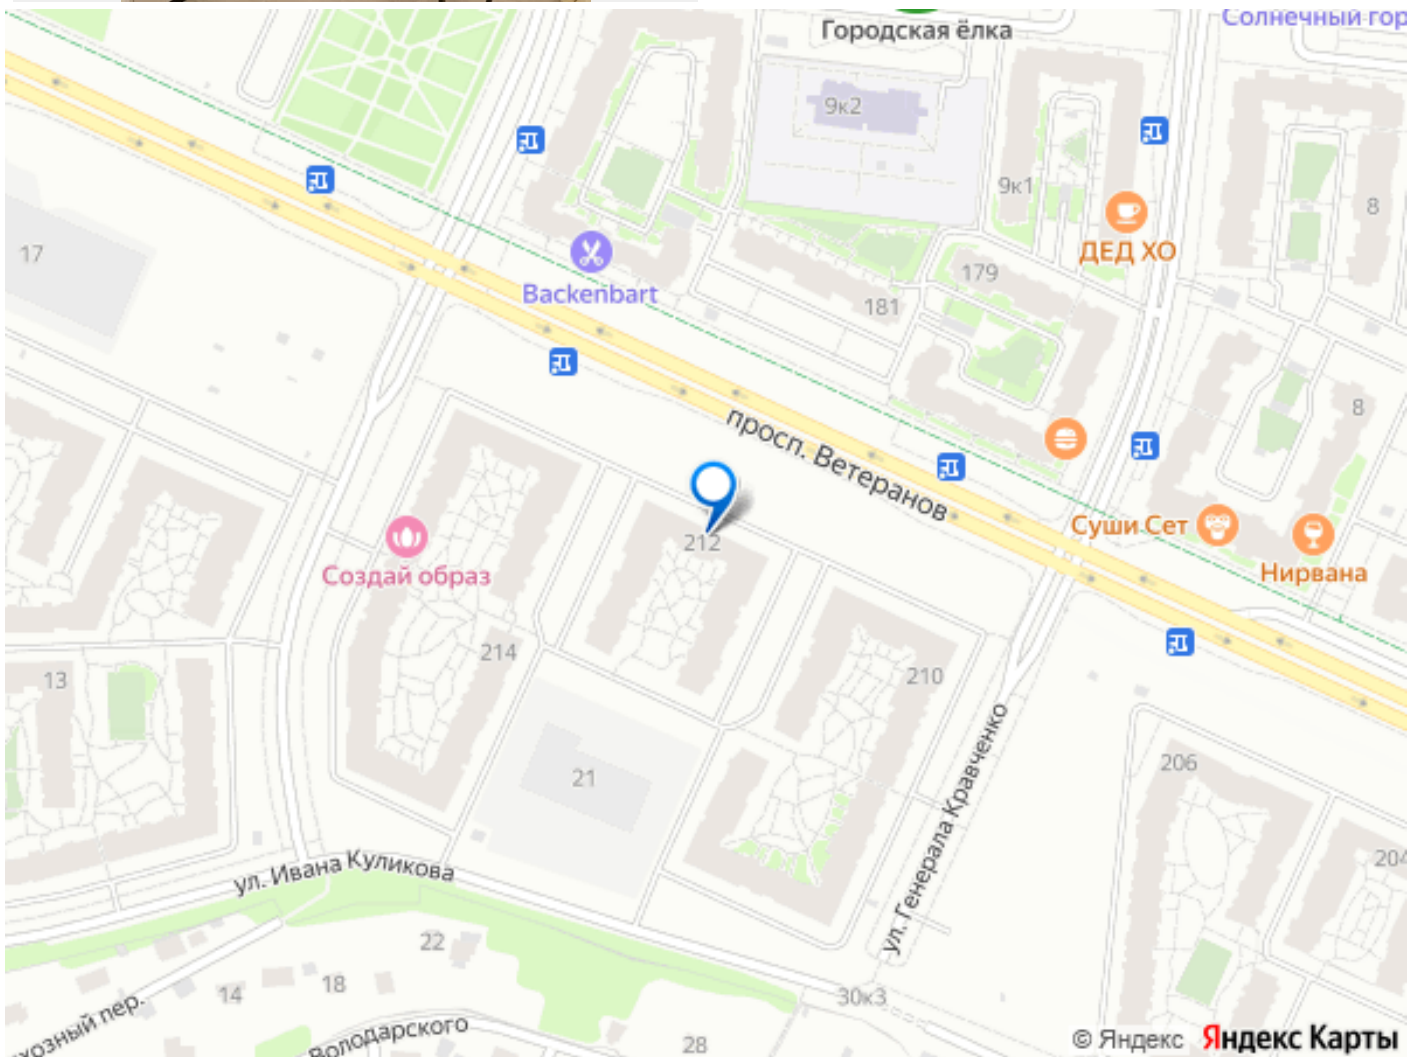 Солнечный гор
Городская ёлка
9к2
9к1
ДЕД ХО
8
17
Backenbart
179
181
просп. Ветеранов
8
Суши Сет
Нирвана
212
Создай образ
214
210
13
21
206
ул. Генерала Кравченко
204
ул. Ивана Куликова
22
18
14
30к3
хозный пер.
Володарского
28
© Яндекс Яндекс Карты